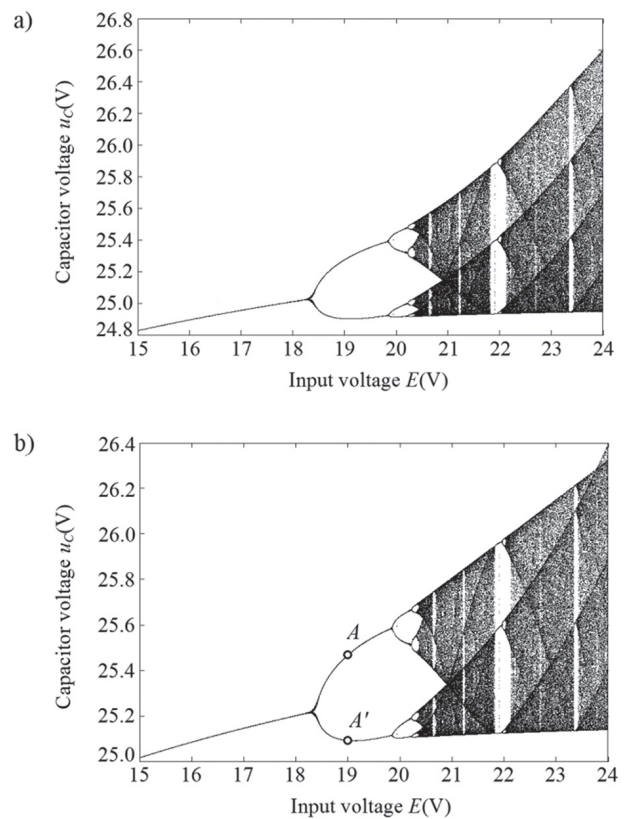 a)
26.8
26.6
26.4
26.2
26.0
25.8
25.6
25.4
25.2
25.0
24.8
Capacitor voltage uC(V)
15 16 17 18 19 20 21 22 23 24
Input voltage E(V)
b)
26.4
26.2
26.0
25.8
25.6
25.4
25.2
25.0
Capacitor voltage uC(V)
A
A'
15 16 17 18 19 20 21 22 23 24
Input voltage E(V)